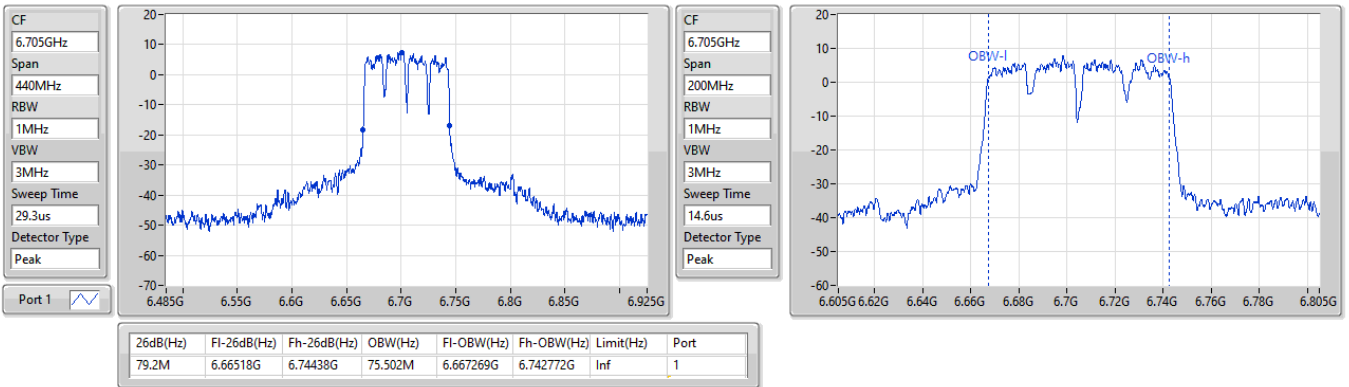 CF
6.705GHz
Span
440MHz
RBW
1MHz
VBW
3MHz
Sweep Time
29.3us
Detector Type
Peak
Port 1
20
10
0
-10
-20
-30
-40
-50
-60
-70
6.485G 6.55G 6.6G 6.65G 6.7G 6.75G 6.8G 6.85G 6.925G
CF
6.705GHz
Span
200MHz
RBW
1MHz
VBW
3MHz
Sweep Time
14.6us
Detector Type
Peak
20
10
0
-10
-20
-30
-40
-50
-60
OBW-l OBW-h
6.605G 6.62G 6.64G 6.66G 6.68G 6.7G 6.72G 6.74G 6.76G 6.78G 6.805G
26dB(Hz) Fl-26dB(Hz) Fh-26dB(Hz) OBW(Hz) Fl-OBW(Hz) Fh-OBW(Hz) Limit(Hz) Port
79.2M 6.66518G 6.74438G 75.502M 6.667269G 6.742772G Inf 1